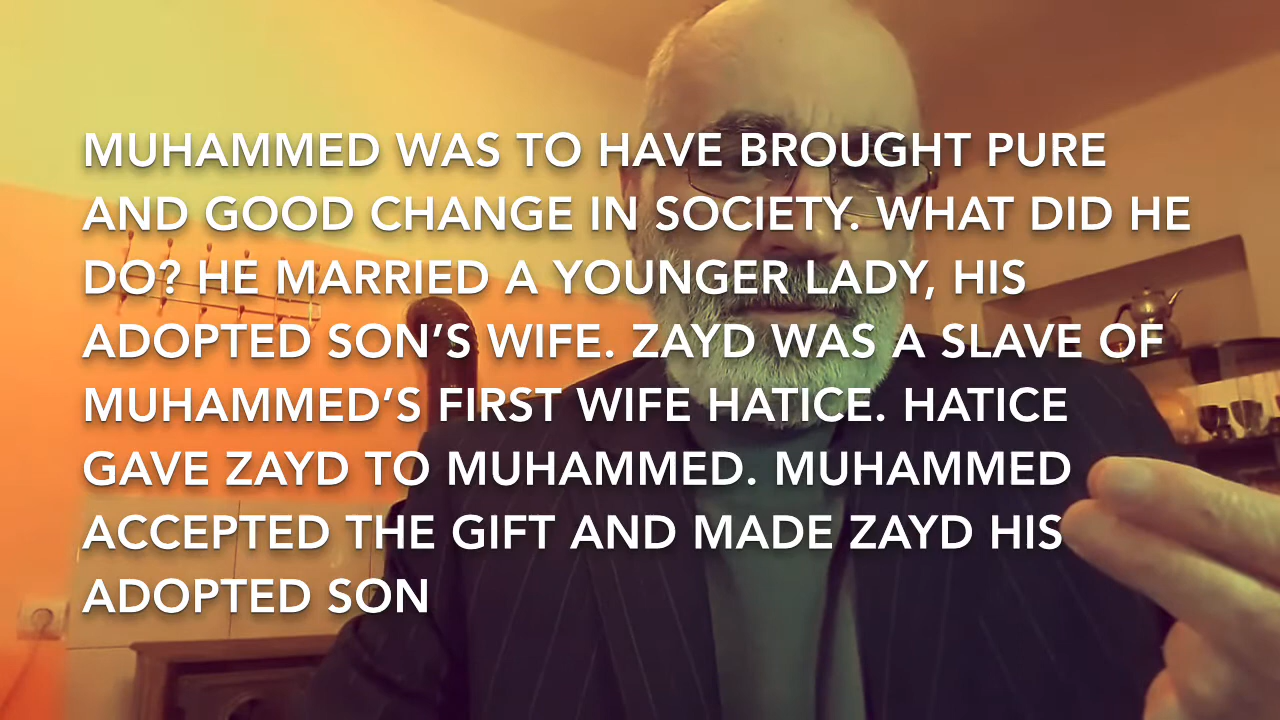 MUHAMMED WAS TO HAVE BROUGHT PURE
AND GOOD CHANGE IN SOCIETY. WHAT DID HE
DO? HE MARRIED A YOUNGER LADY, HIS
ADOPTED SON’S WIFE. ZAYD WAS A SLAVE OF
MUHAMMED’S FIRST WIFE HATICE. HATICE
GAVE ZAYD TO MUHAMMED. MUHAMMED
ACCEPTED THE GIFT AND MADE ZAYD HIS
ADOPTED SON